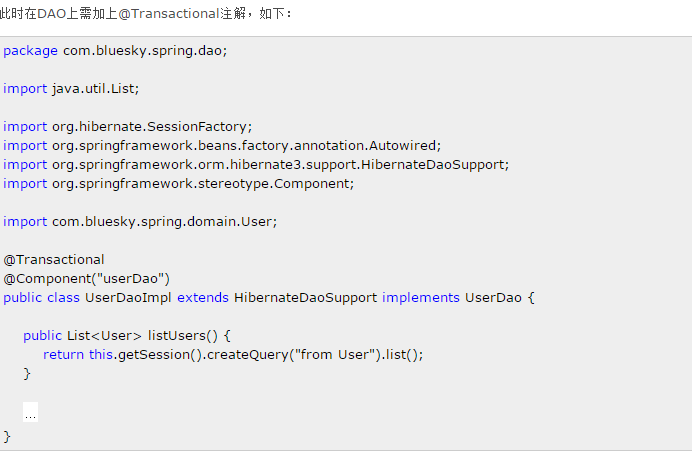 此时在DAO上需加上@Transactional注解，如下：
package com.bluesky.spring.dao;
import java.util.List;
import org.hibernate.SessionFactory;
import org.springframework.beans.factory.annotation.Autowired;
import org.springframework.orm.hibernate3.support.HibernateDaoSupport;
import org.springframework.stereotype.Component;
import com.bluesky.spring.domain.User;
@Transactional
@Component("userDao")
public class UserDaoImpl extends HibernateDaoSupport implements UserDao {
public List<User> listUsers() {
return this.getSession().createQuery("from User").list();
}
...
}